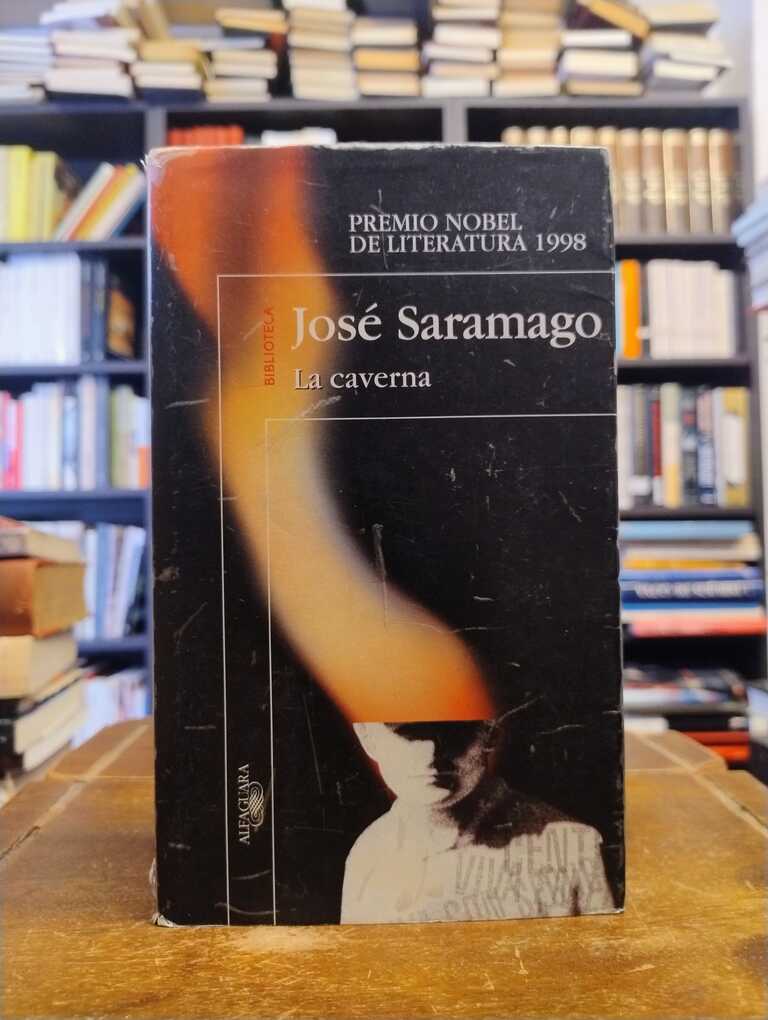 PREMIO NOBEL
DE LITERATURA 1998
BIBLIOTECA
José Saramago
La caverna
ALFAGUARA